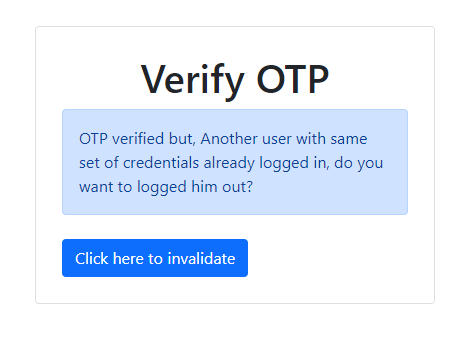 Verify OTP
OTP verified but, Another user with same
set of credentials already logged in, do you
want to logged him out?
Click here to invalidate